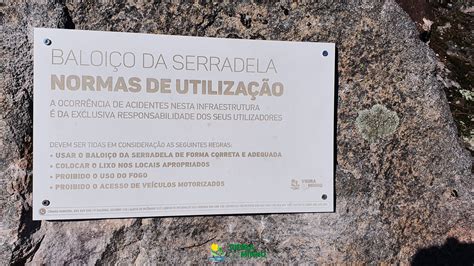 BALOIÇO DA SERRADELA
NORMAS DE UTILIZAÇÃO
A OCORRÊNCIA DE ACIDENTES NESTA INFRAESTRUTURA
É DA EXCLUSIVA RESPONSABILIDADE DOS SEUS UTILIZADORES
DEVEM SER TIDAS EM CONSIDERAÇÃO AS SEGUINTES REGRAS:
• USAR O BALOIÇO DA SERRADELA DE FORMA CORRETA E ADEQUADA
• COLOCAR O LIXO NOS LOCAIS APROPRIADOS
• PROIBIDO O USO DO FOGO
• PROIBIDO O ACESSO DE VEÍCULOS MOTORIZADOS
VIEIRA